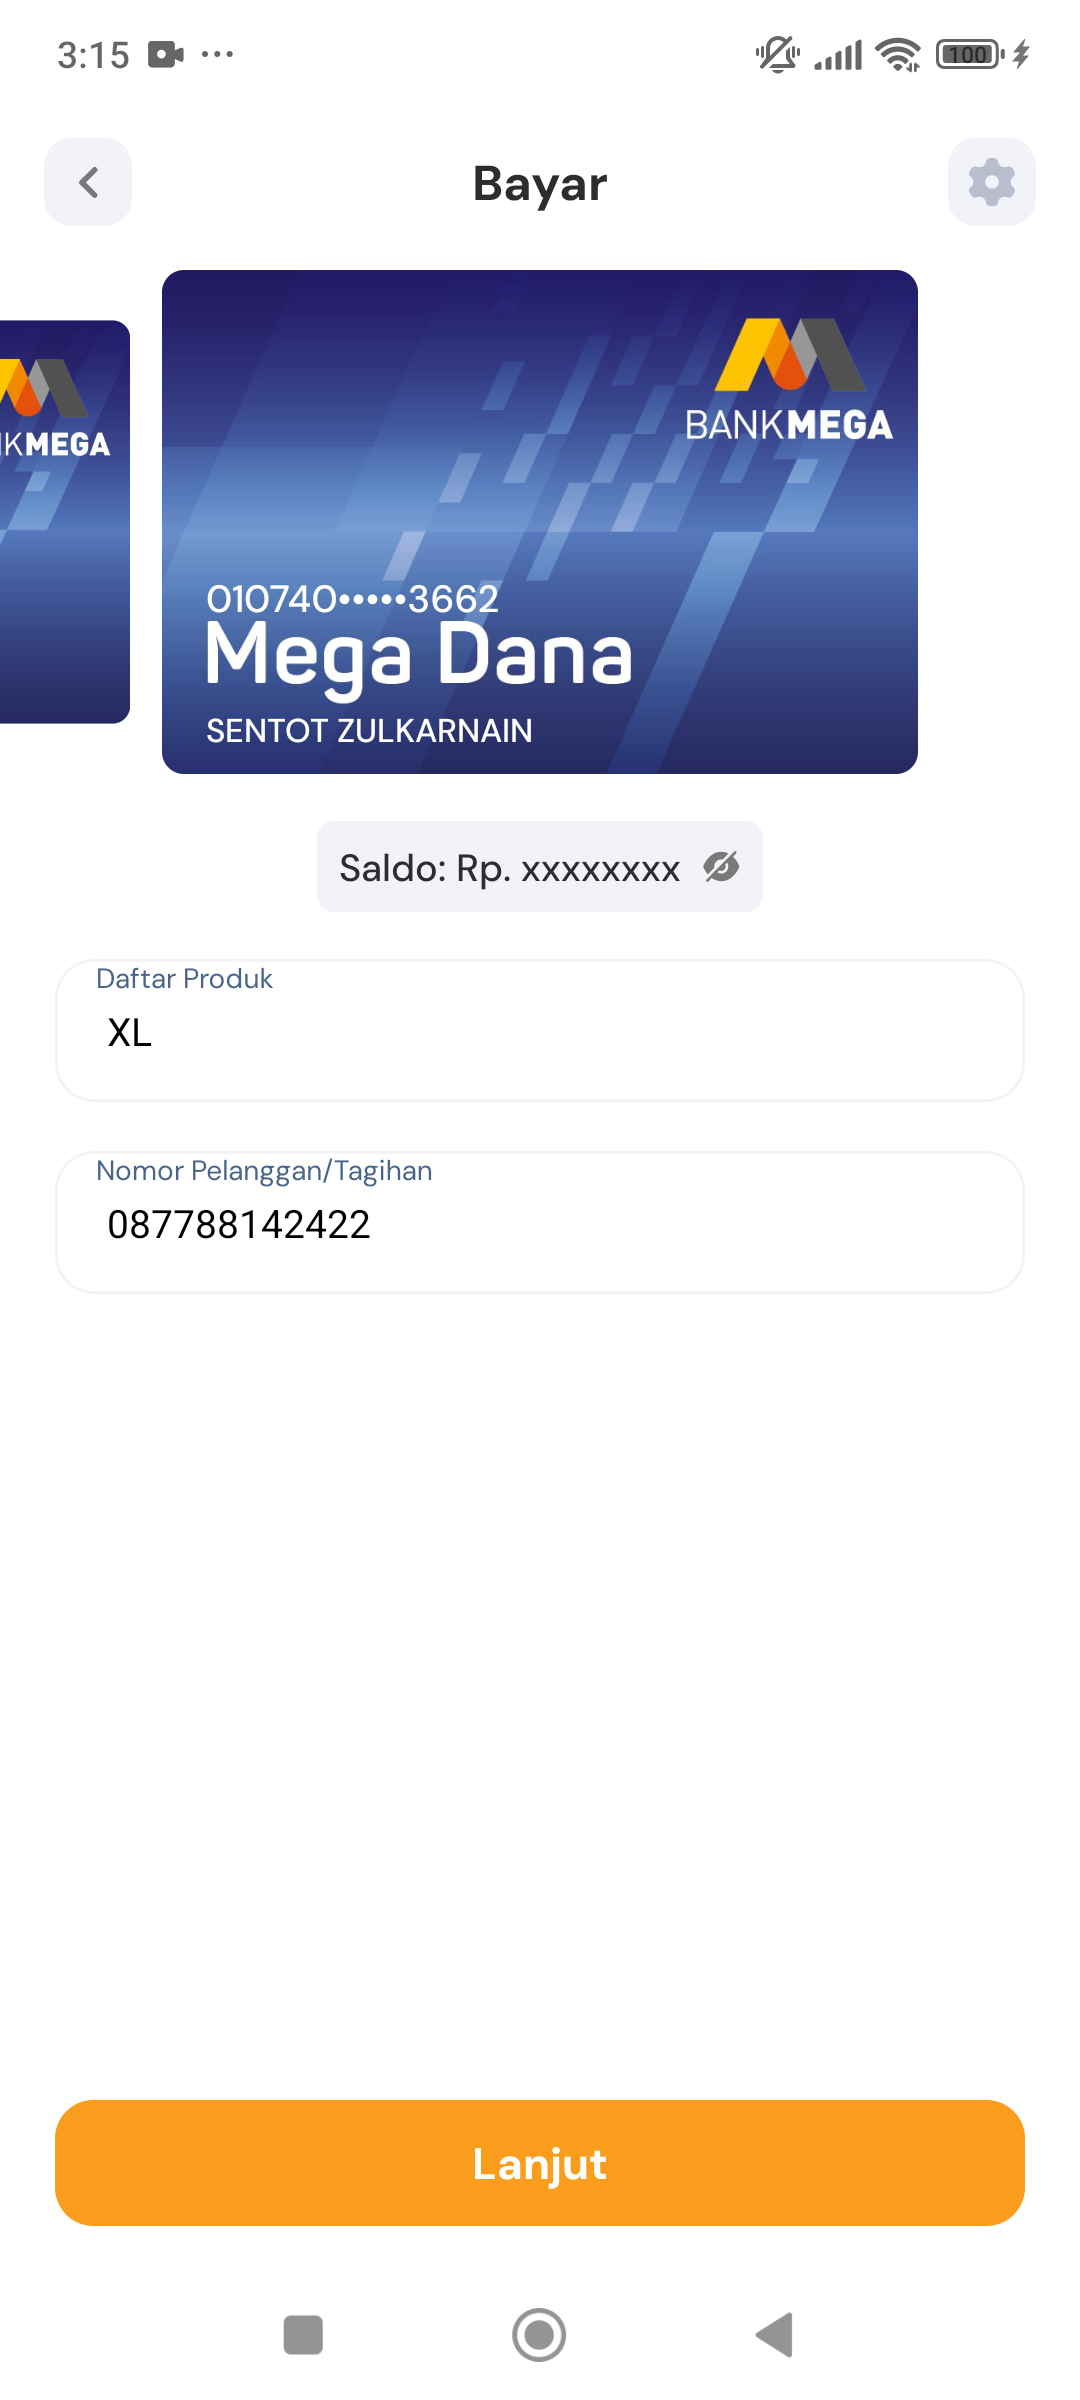 3:15
100
Bayar
BANKMEGA
NKMEGA
010740•••••3662
Mega Dana
SENTOT ZULKARNAIN
Saldo: Rp. xxxxxxxx
Daftar Produk
XL
Nomor Pelanggan/Tagihan
087788142422
Lanjut